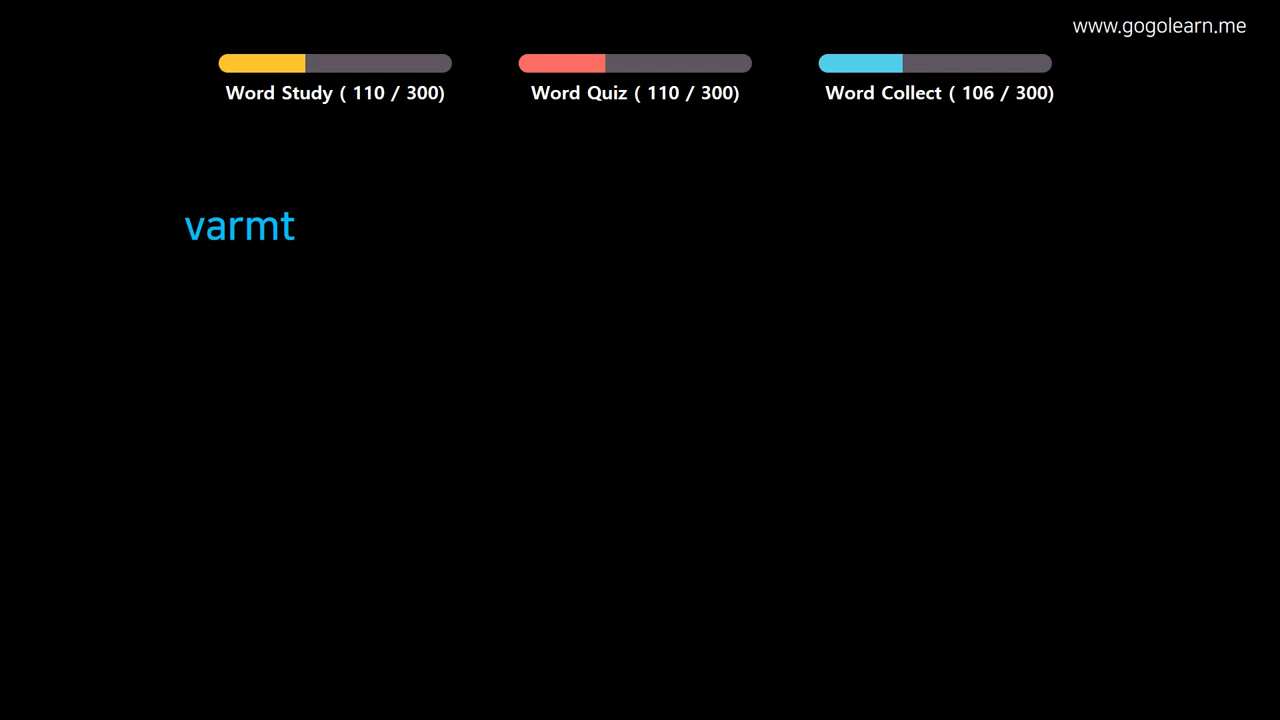 www.gogolearn.me
Word Study ( 110 / 300)
Word Quiz ( 110 / 300)
Word Collect ( 106 / 300)
varmt